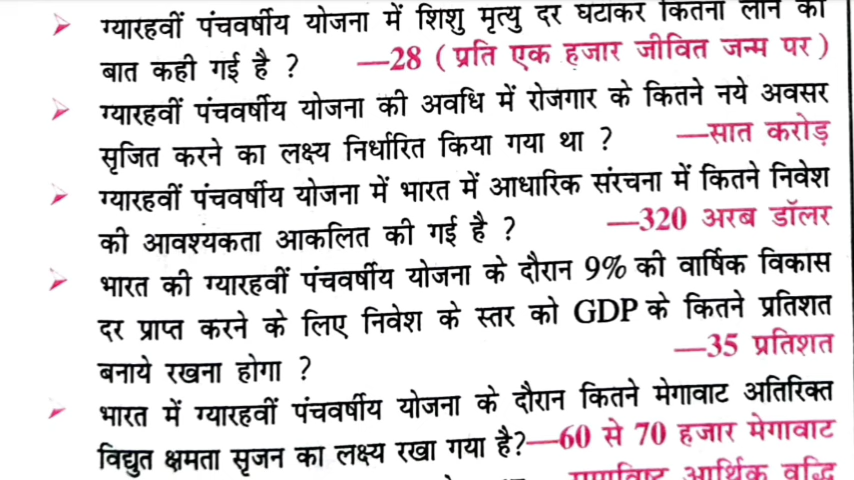 ग्यारहवीं पंचवर्षीय योजना में शिशु मृत्यु दर घटाकर कितना लाने की
बात कही गई है ? —28 ( प्रति एक हजार जीवित जन्म पर )
ग्यारहवीं पंचवर्षीय योजना की अवधि में रोजगार के कितने नये अवसर
सृजित करने का लक्ष्य निर्धारित किया गया था ? —सात करोड़
ग्यारहवीं पंचवर्षीय योजना में भारत में आधारिक संरचना में कितने निवेश
की आवश्यकता आकलित की गई है ? —320 अरब डॉलर
भारत की ग्यारहवीं पंचवर्षीय योजना के दौरान 9% की वार्षिक विकास
दर प्राप्त करने के लिए निवेश के स्तर को GDP के कितने प्रतिशत
बनाये रखना होगा ? —35 प्रतिशत
भारत में ग्यारहवीं पंचवर्षीय योजना के दौरान कितने मेगावाट अतिरिक्त
विद्युत क्षमता सृजन का लक्ष्य रखा गया है?—60 से 70 हजार मेगावाट
आर्थिक वृद्धि